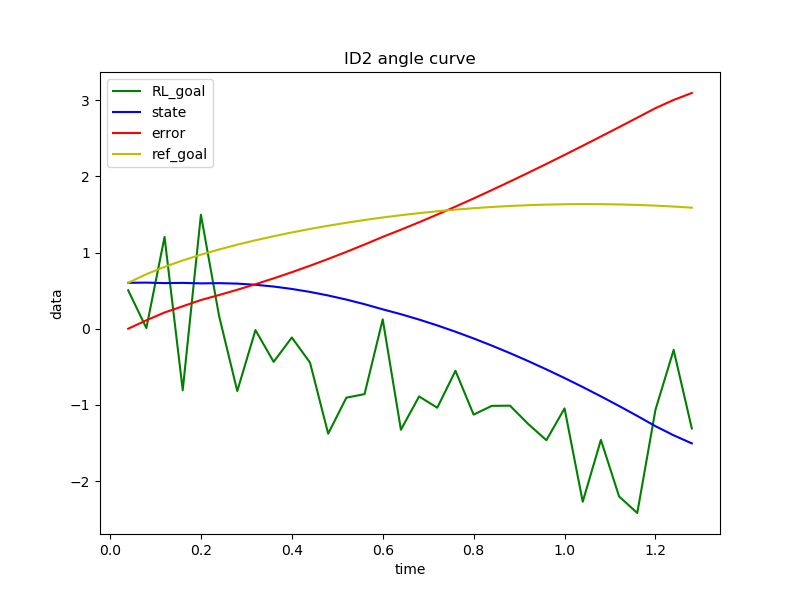 ID2 angle curve
RL_goal
state
error
ref_goal
3
2
1
0
−1
−2
data
0.0 0.2 0.4 0.6 0.8 1.0 1.2
time